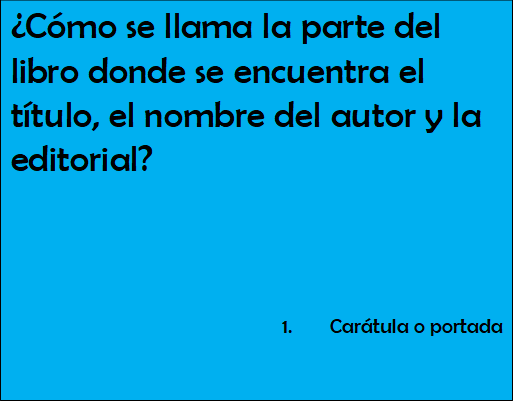 ¿Cómo se llama la parte del
libro donde se encuentra el
título, el nombre del autor y la
editorial?
1. Carátula o portada